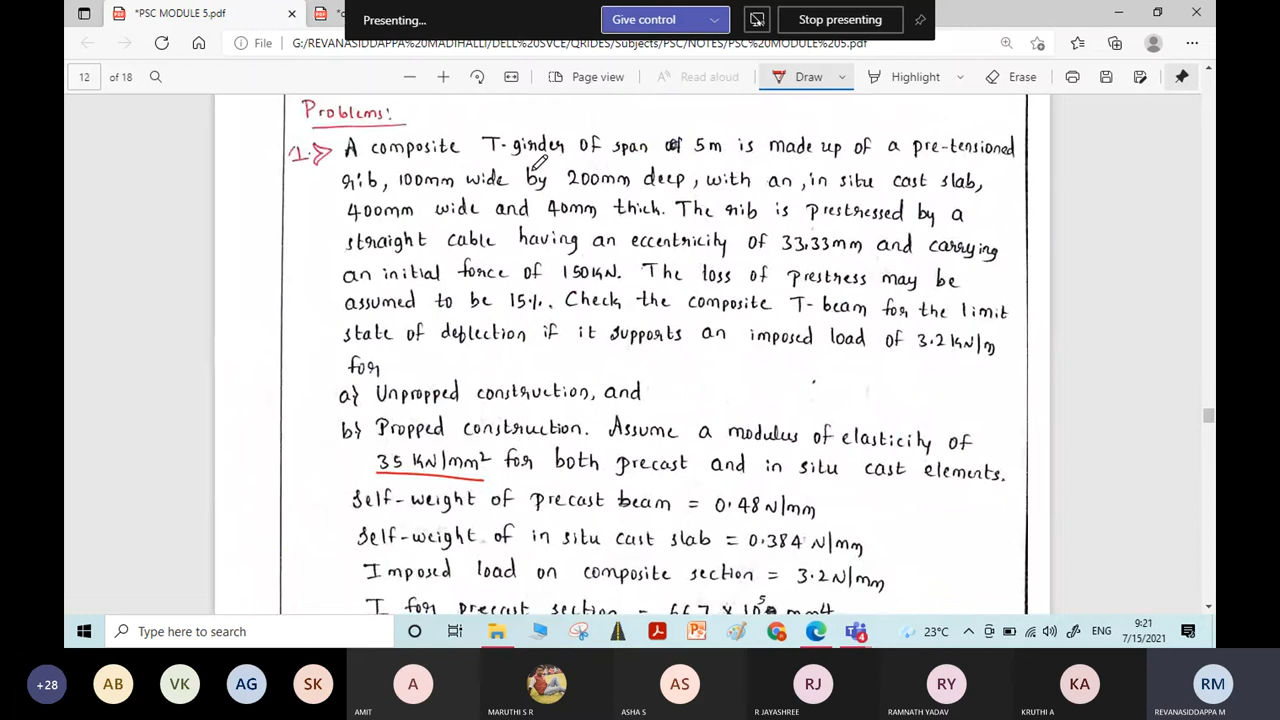 *PSC MODULE 5.pdf
Presenting...
Give control
Stop presenting
File
G:/REVANASIDDAPPA%20MADIHALLI/DELL%20SVCE/QRIDES/Subjects/PSC/NOTES/PSC%20MODULE%205.pdf
12 of 18
Page view
Read aloud
Draw
Highlight
Erase
Problems:
1.> A composite T-girder of span of 5m is made up of a pre-tensioned
rib, 100mm wide by 200mm deep, with an, in situ cast slab,
400mm wide and 40mm thick. The rib is prestressed by a
straight cable having an eccentricity of 33.33mm and carrying
an initial force of 150KN. The loss of prestress may be
assumed to be 15%. Check the composite T-beam for the limit
state of deflection if it supports an imposed load of 3.2KN/m
for
a} Unpropped construction, and
b} Propped construction. Assume a modulus of elasticity of
35 KN/mm² for both precast and in situ cast elements.
Self-weight of precast beam = 0.48 N/mm
Self-weight of in situ cast slab = 0.384 N/mm
Imposed load on composite section = 3.2N/mm
I for precast section = 667 × 10⁵ mm4
Type here to search
23°C
ENG
9:21
7/15/2021
+28
AB
VK
AG
SK
A
AS
RJ
RY
KA
RM
AMIT
MARUTHI S R
ASHA S
R JAYASHREE
RAMNATH YADAV
KRUTHI A
REVANASIDDAPPA M